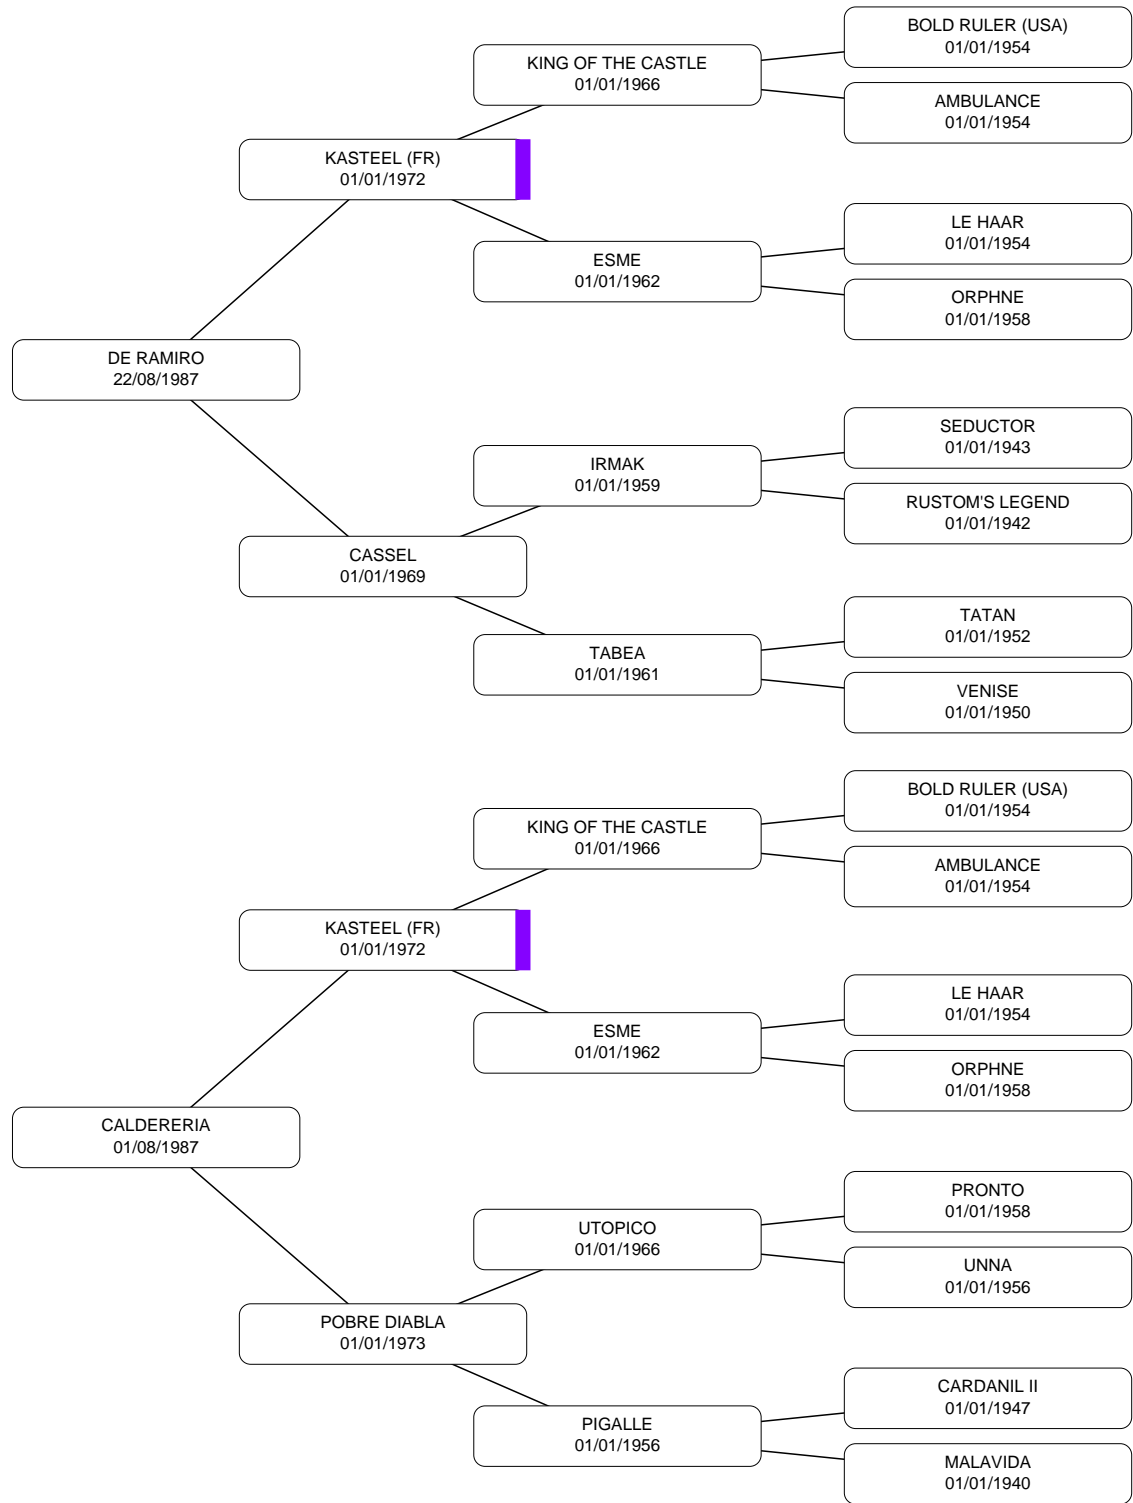 BOLD RULER (USA)
01/01/1954
KING OF THE CASTLE
01/01/1966
AMBULANCE
01/01/1954
KASTEEL (FR)
01/01/1972
LE HAAR
01/01/1954
ESME
01/01/1962
ORPHNE
01/01/1958
DE RAMIRO
22/08/1987
SEDUCTOR
01/01/1943
IRMAK
01/01/1959
RUSTOM'S LEGEND
01/01/1942
CASSEL
01/01/1969
TATAN
01/01/1952
TABEA
01/01/1961
VENISE
01/01/1950
BOLD RULER (USA)
01/01/1954
KING OF THE CASTLE
01/01/1966
AMBULANCE
01/01/1954
KASTEEL (FR)
01/01/1972
LE HAAR
01/01/1954
ESME
01/01/1962
ORPHNE
01/01/1958
CALDERERIA
01/08/1987
PRONTO
01/01/1958
UTOPICO
01/01/1966
UNNA
01/01/1956
POBRE DIABLA
01/01/1973
CARDANIL II
01/01/1947
PIGALLE
01/01/1956
MALAVIDA
01/01/1940